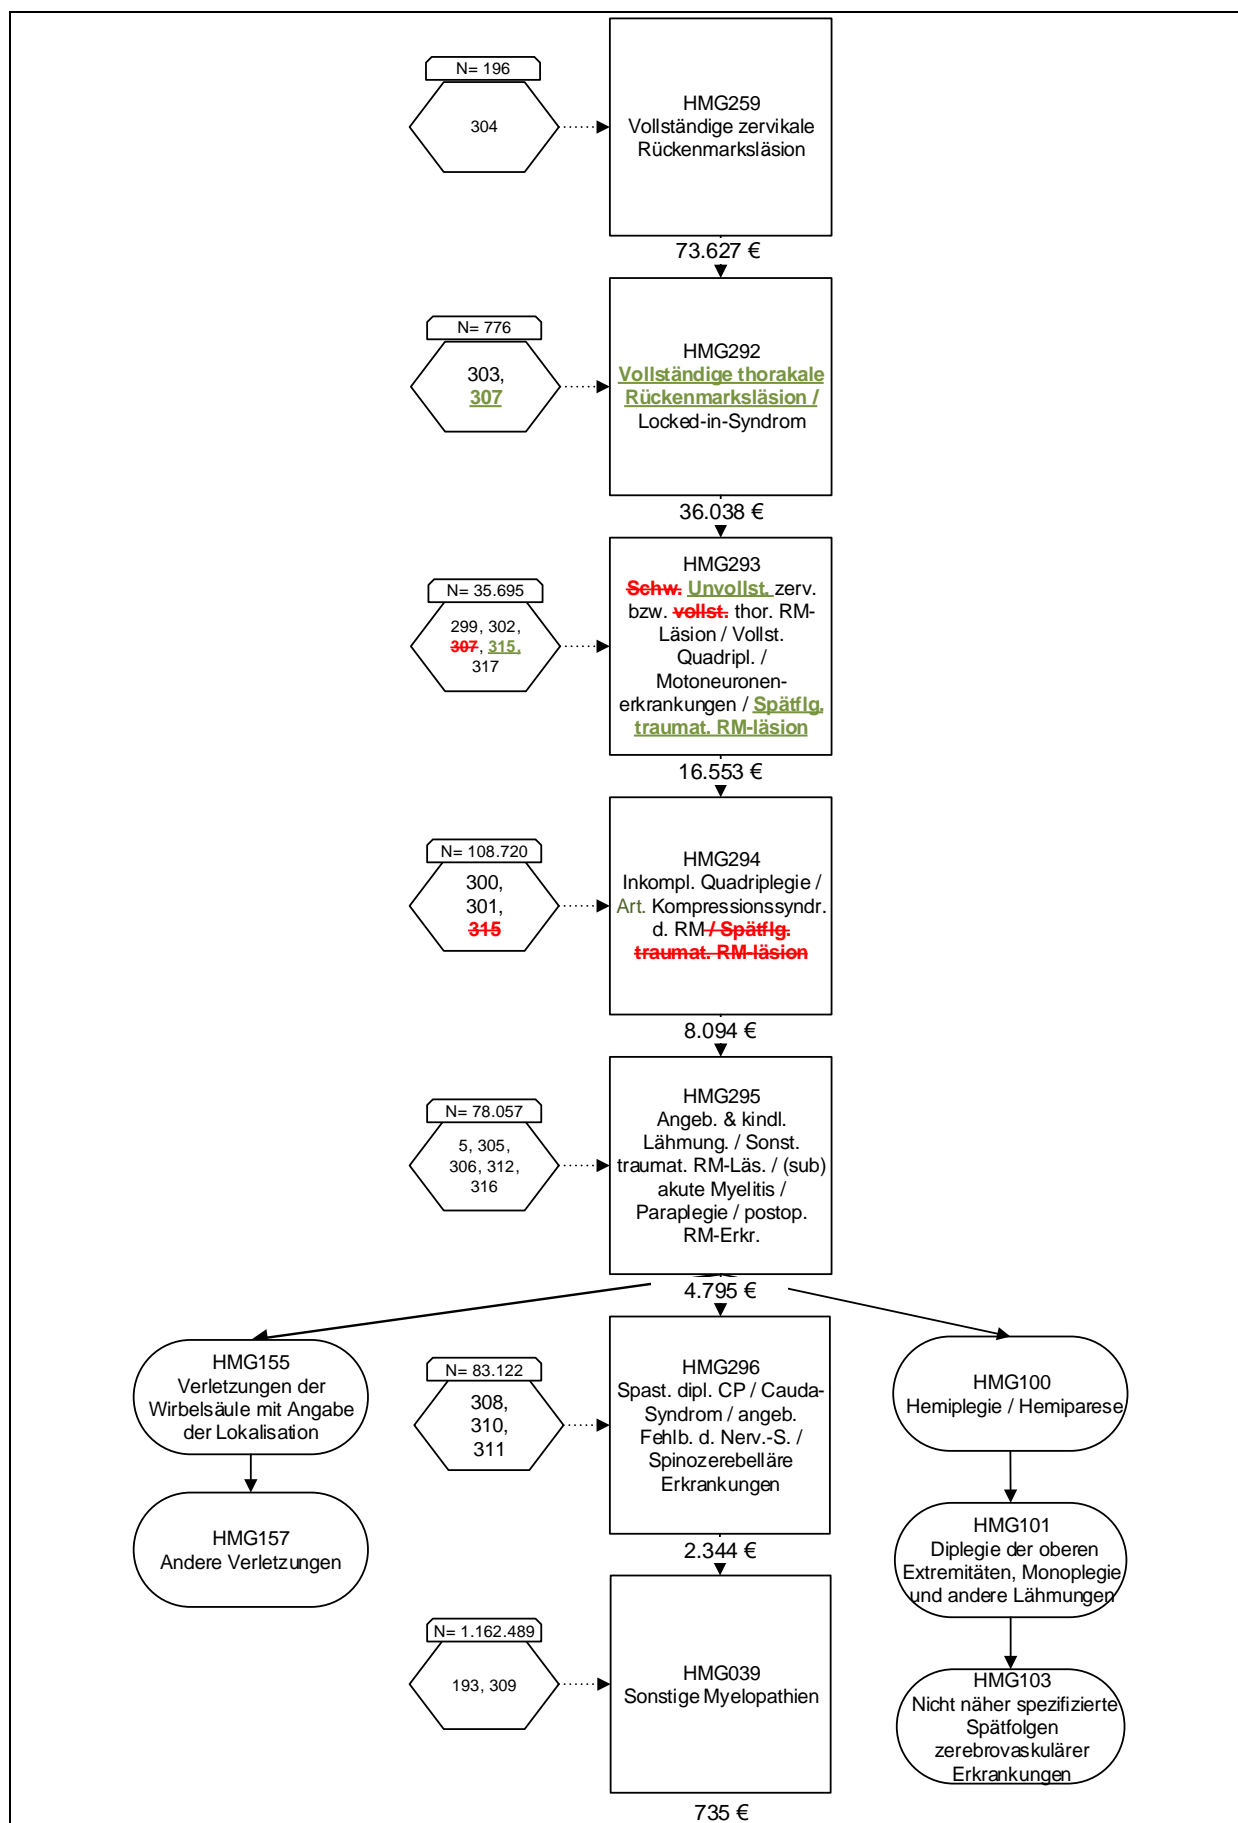 N= 196
304
HMG259
Vollständige zervikale
Rückenmarksläsion
73.627 €
N= 776
303,
307
HMG292
Vollständige thorakale
Rückenmarksläsion /
Locked-in-Syndrom
36.038 €
N= 35.695
299, 302,
307, 315,
317
HMG293
Schw. Unvollst. zerv.
bzw. vollst. thor. RM-
Läsion / Vollst.
Quadripl. /
Motoneuronen-
erkrankungen / Spätflg.
traumat. RM-läsion
16.553 €
N= 108.720
300,
301,
315
HMG294
Inkompl. Quadriplegie /
Art. Kompressionssyndr.
d. RM / Spätflg.
traumat. RM-läsion
8.094 €
N= 78.057
5, 305,
306, 312,
316
HMG295
Angeb. & kindl.
Lähmung. / Sonst.
traumat. RM-Läs. / (sub)
akute Myelitis /
Paraplegie / postop.
RM-Erkr.
4.795 €
HMG155
Verletzungen der
Wirbelsäule mit Angabe
der Lokalisation
HMG157
Andere Verletzungen
N= 83.122
308,
310,
311
HMG296
Spast. dipl. CP / Cauda-
Syndrom / angeb.
Fehlb. d. Nerv.-S. /
Spinozerebelläre
Erkrankungen
2.344 €
HMG100
Hemiplegie / Hemiparese
HMG101
Diplegie der oberen
Extremitäten, Monoplegie
und andere Lähmungen
HMG103
Nicht näher spezifizierte
Spätfolgen
zerebrovaskulärer
Erkrankungen
N= 1.162.489
193, 309
HMG039
Sonstige Myelopathien
735 €